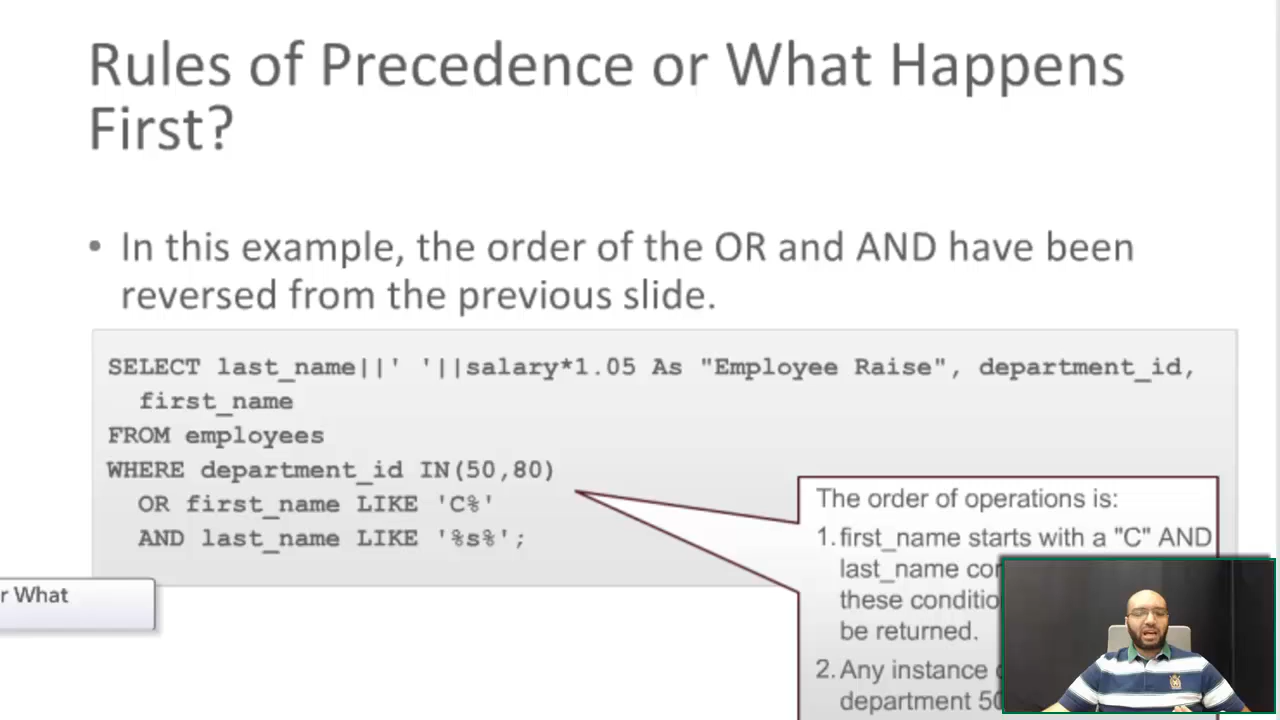 Rules of Precedence or What Happens
First?
• In this example, the order of the OR and AND have been
reversed from the previous slide.
SELECT last_name||' '||salary*1.05 As "Employee Raise", department_id,
first_name
FROM employees
WHERE department_id IN(50,80)
OR first_name LIKE 'C%'
AND last_name LIKE '%s%';
The order of operations is:
1. first_name starts with a "C" AND
last_name
these
be returned.
2. Any instance
department
r What